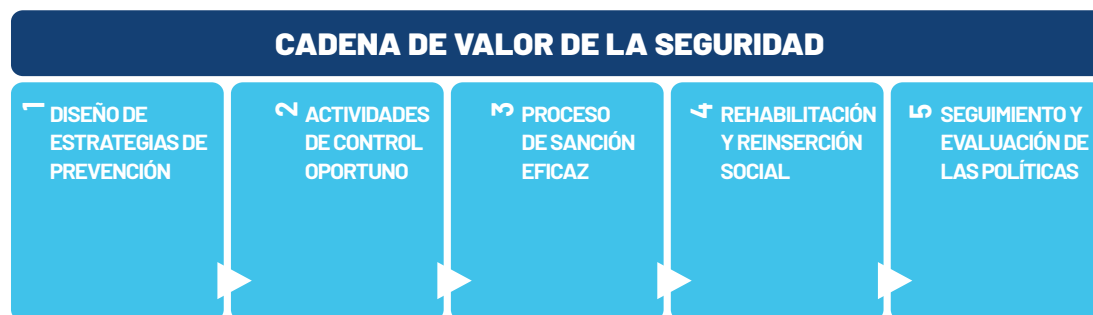 CADENA DE VALOR DE LA SEGURIDAD
1 DISEÑO DE
ESTRATEGIAS DE
PREVENCIÓN
2 ACTIVIDADES
DE CONTROL
OPORTUNO
3 PROCESO
DE SANCIÓN
EFICAZ
4 REHABILITACIÓN
Y REINSERCIÓN
SOCIAL
5 SEGUIMIENTO Y
EVALUACIÓN DE
LAS POLÍTICAS